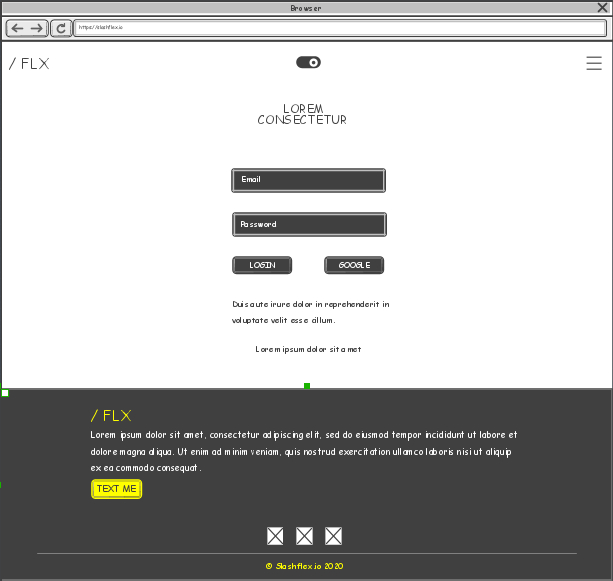 Browser
https://slashflex.io
/ FLX
LOREM
CONSECTETUR
Email
Password
LOGIN
GOOGLE
Duis aute irure dolor in reprehenderit in
voluptate velit esse cillum.
Lorem ipsum dolor sit amet
/ FLX
Lorem ipsum dolor sit amet, consectetur adipiscing elit, sed do eiusmod tempor incididunt ut labore et
dolore magna aliqua. Ut enim ad minim veniam, quis nostrud exercitation ullamco laboris nisi ut aliquip
ex ea commodo consequat.
TEXT ME
© Slashflex.io 2020